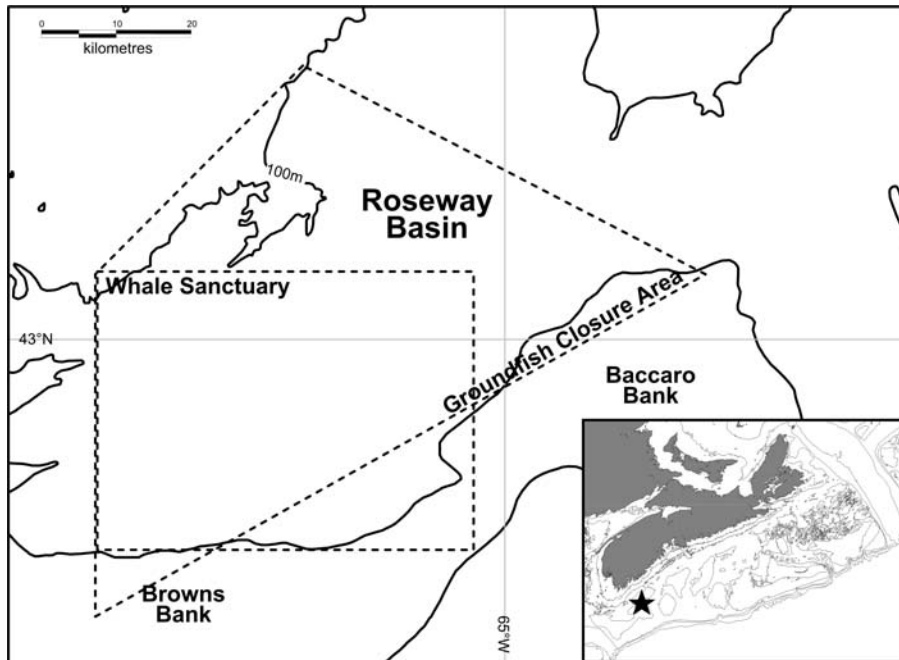 0 10 20
kilometres
100m
Roseway
Basin
Whale Sanctuary
43°N
Groundfish Closure Area
Baccaro
Bank
Browns
Bank
65°W